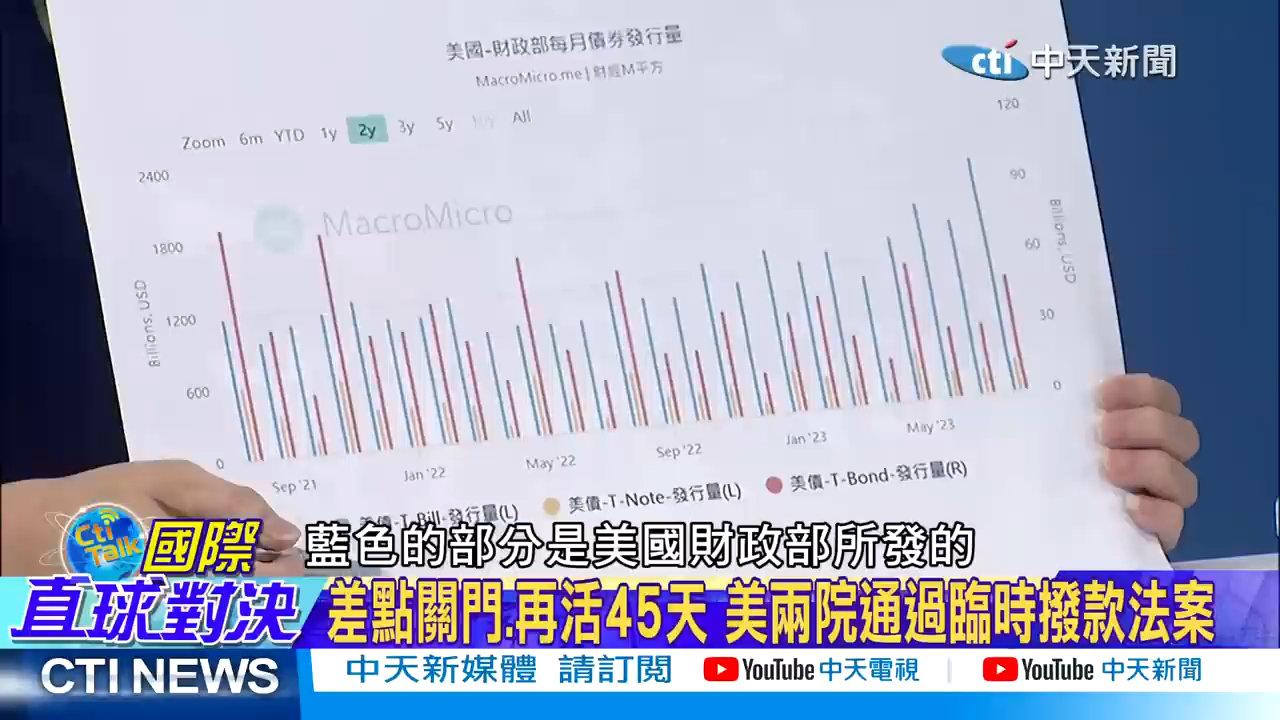 美國-財政部每月債券發行量
MacroMicro.me | 財經M平方
cti 中天新聞
Zoom 6m YTD 1y 2y 3y 5y 10y All
120
2400
90
MacroMicro
1800
60
Billions, USD
Billions, USD
1200
30
600
0
0
Sep '21 Jan '22 May '22 Sep '22 Jan '23 May '23
美債-T-Bill-發行量(L) 美債-T-Note-發行量(L) 美債-T-Bond-發行量(R)
Cti Talk 國際
藍色的部分是美國財政部所發的
直球對決
差點關門.再活45天 美兩院通過臨時撥款法案
CTI NEWS
中天新媒體 請訂閱 YouTube 中天電視 | YouTube 中天新聞